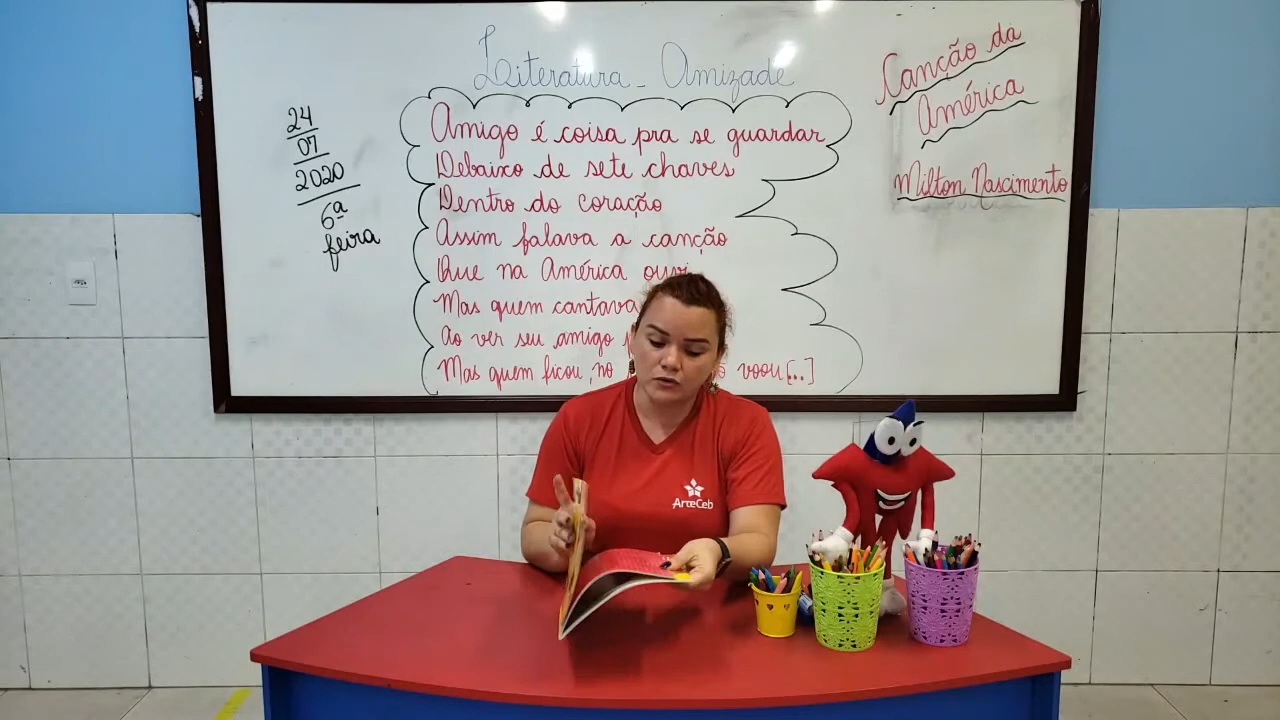 Literatura - Amizade
24
07
2020
6ª
feira
Amigo é coisa pra se guardar
Debaixo de sete chaves
Dentro do coração
Assim falava a canção
Que na América ouvi
Mas quem cantava
Ao ver seu amigo
Mas quem ficou, no voou [...]
Canção da
América
Milton Nascimento
ArteCeb